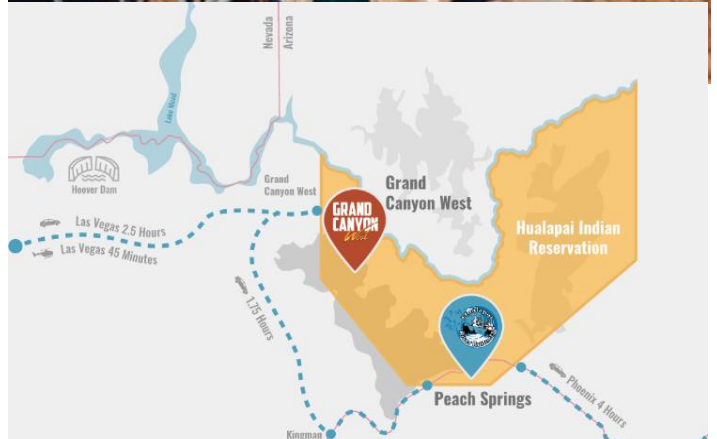 Nevada
Arizona
Lake Mead
Hoover Dam
Grand
Canyon West
Grand
Canyon West
GRAND
CANYON
West
Hualapai Indian
Reservation
Las Vegas 2.5 Hours
Las Vegas 45 Minutes
1.75 Hours
Peach Springs
Phoenix 4 Hours
Kingman